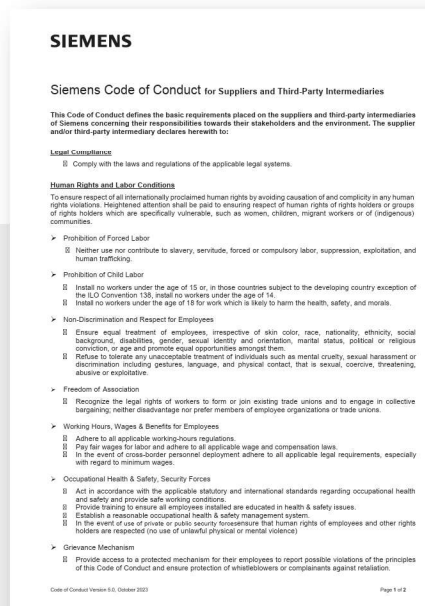 SIEMENS
Siemens Code of Conduct for Suppliers and Third-Party Intermediaries
This Code of Conduct defines the basic requirements placed on the suppliers and third-party intermediaries
of Siemens concerning their responsibilities towards their stakeholders and the environment. The supplier
and/or third-party intermediary declares herewith to:
Legal Compliance
Comply with the laws and regulations of the applicable legal systems.
Human Rights and Labor Conditions
To ensure respect of all internationally proclaimed human rights by avoiding causation of and complicity in any human
rights violations. Heightened attention shall be paid to ensuring respect of human rights of rights holders or groups
of rights holders which are specifically vulnerable, such as women, children, migrant workers or of (indigenous)
communities.
➢ Prohibition of Forced Labor
Neither use nor contribute to slavery, servitude, forced or compulsory labor, suppression, exploitation, and
human trafficking.
➢ Prohibition of Child Labor
Install no workers under the age of 15 or, in those countries subject to the developing country exception of
the ILO Convention 138, install no workers under the age of 14.
Install no workers under the age of 18 for work which is likely to harm the health, safety, and morals.
➢ Non-Discrimination and Respect for Employees
Ensure equal treatment of employees, irrespective of skin color, race, nationality, ethnicity, social
background, disabilities, gender, sexual identity and orientation, marital status, political or religious
conviction, or age and promote equal opportunities amongst them.
Refuse to tolerate any unacceptable treatment of individuals such as mental cruelty, sexual harassment or
discrimination including gestures, language, and physical contact, that is sexual, coercive, threatening,
abusive or exploitative.
➢ Freedom of Association
Recognize the legal rights of workers to form or join existing trade unions and to engage in collective
bargaining; neither disadvantage nor prefer members of employee organizations or trade unions.
➢ Working Hours, Wages & Benefits for Employees
Adhere to all applicable working-hours regulations.
Pay fair wages for labor and adhere to all applicable wage and compensation laws.
In the event of cross-border personnel deployment adhere to all applicable legal requirements, especially
with regard to minimum wages.
➢ Occupational Health & Safety, Security Forces
Act in accordance with the applicable statutory and international standards regarding occupational health
and safety and provide safe working conditions.
Provide training to ensure all employees installed are educated in health & safety issues.
Establish a reasonable occupational health & safety management system.
In the event of use of private or public security forcesensure that human rights of employees and other rights
holders are respected (no use of unlawful physical or mental violence)
➢ Grievance Mechanism
Provide access to a protected mechanism for their employees to report possible violations of the principles
of this Code of Conduct and ensure protection of whistleblowers or complainants against retaliation.
Code of Conduct Version 5.0, October 2023 Page 1 of 2